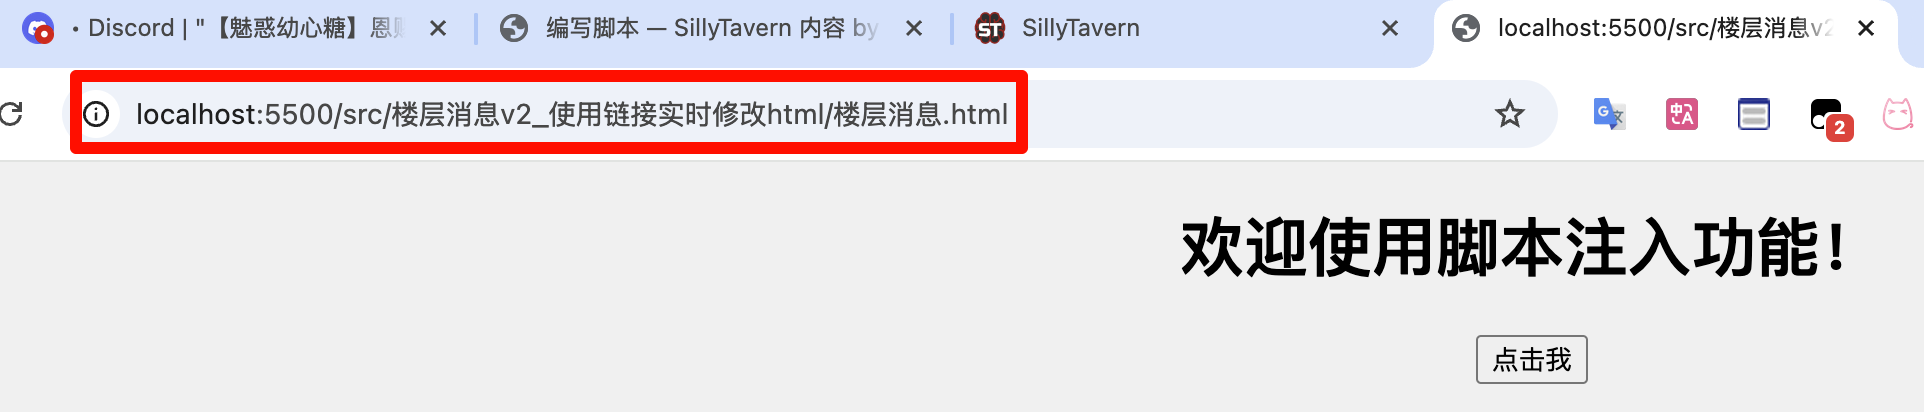 • Discord | "【魅惑幼心糖】恩
编写脚本 — SillyTavern 内容 by
SillyTavern
localhost:5500/src/楼层消息v2
localhost:5500/src/楼层消息v2_使用链接实时修改html/楼层消息.html
2
欢迎使用脚本注入功能！
点击我